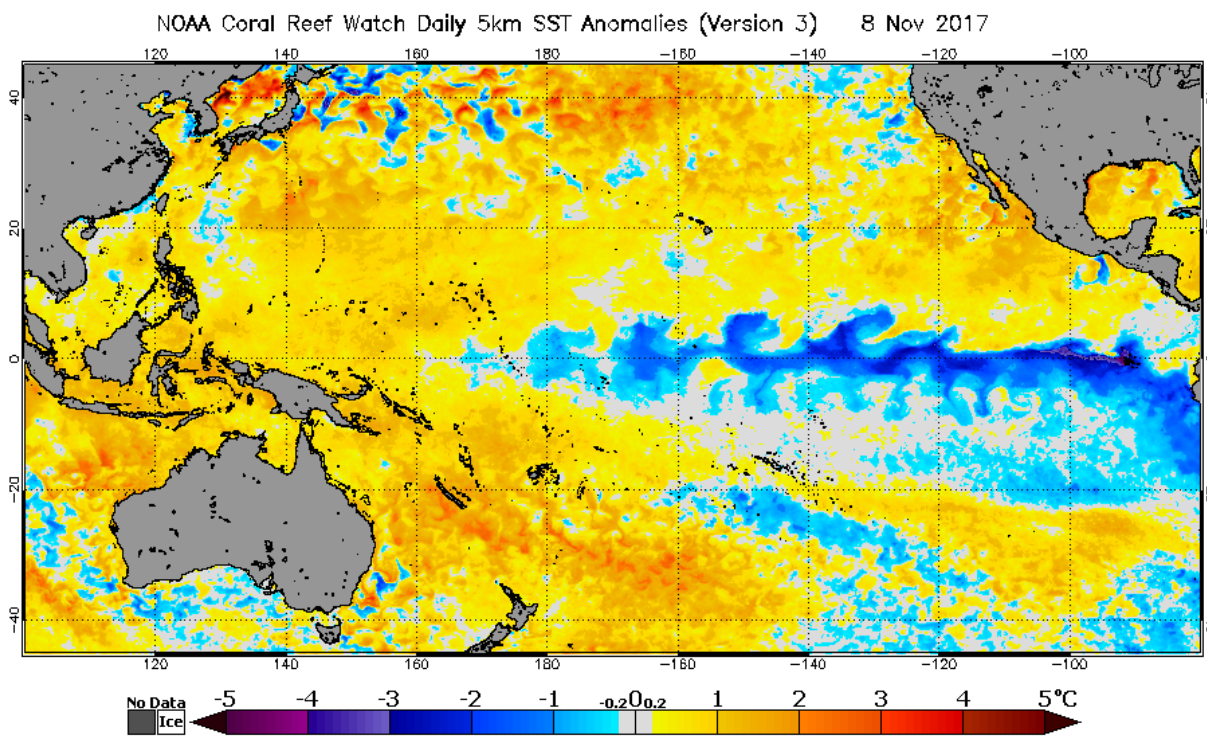 NOAA Coral Reef Watch Daily 5km SST Anomalies (Version 3) 8 Nov 2017
120 140 160 180 -160 -140 -120 -100
40
20
0
-20
-40
120 140 160 180 -160 -140 -120 -100
No Data Ice -5 -4 -3 -2 -1 -0.2 0 0.2 1 2 3 4 5°C